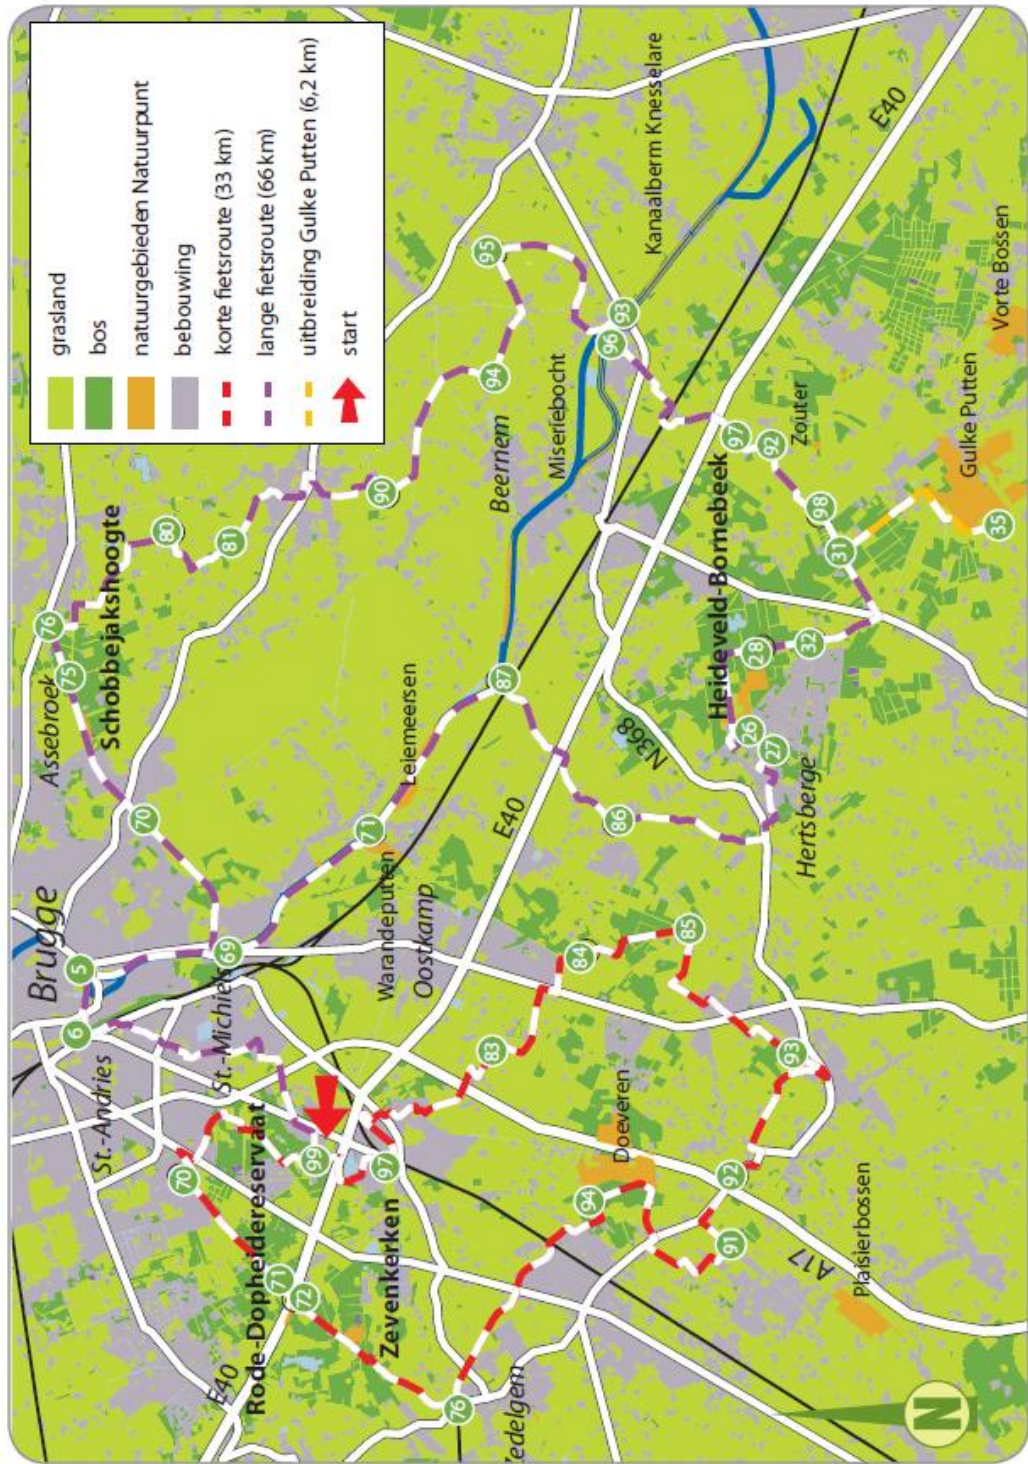 grasland
bos
natuurgebieden Natuurpunt
bebouwing
korte fietsroute (33 km)
lange fietsroute (66 km)
uitbreiding Gulke Putten (6,2 km)
start
Brugge
6
5
St.-Andries
St.-Michiels
69
70
Assebroek
75
76
Schobbejakshoogte
80
81
90
94
95
Beernem
Miseriebocht
96
93
Kanaalberm Knesselare
E40
70
Rode-Dopheidereservaat
99
71
72
E40
Zevenkerken
97
76
Zedelgem
Warandeputten
Oostkamp
71
Leiemeersen
87
E40
83
84
85
86
N368
Heideveld-Bornebeek
97
92
Zouter
98
31
28
32
26
27
Hertsberge
Gulke Putten
35
Vorte Bossen
Doeveren
94
92
91
93
A17
Plaisierbossen
N